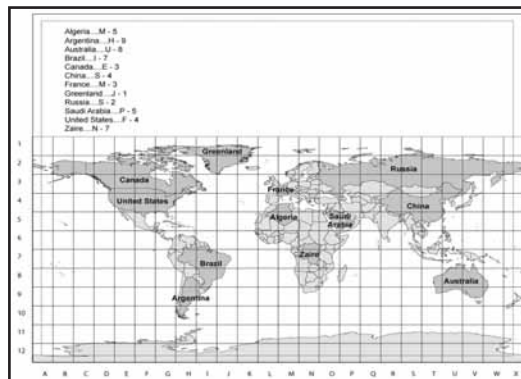 Algeria....M - 5
Argentina....H - 9
Australia....U - 8
Brazil....I - 7
Canada....E - 3
China....S - 4
France....M - 3
Greenland....J - 1
Russia....S - 2
Saudi Arabia....P - 5
United States....F - 4
Zaire....N - 7
1
Greenland
2
Russia
3
Canada
France
4
United States
China
5
Algeria
Saudi
Arabia
6
7
Zaire
Brazil
8
Australia
9
Argentina
10
11
12
A B C D E F G H I J K L M N O P Q R S T U V W X